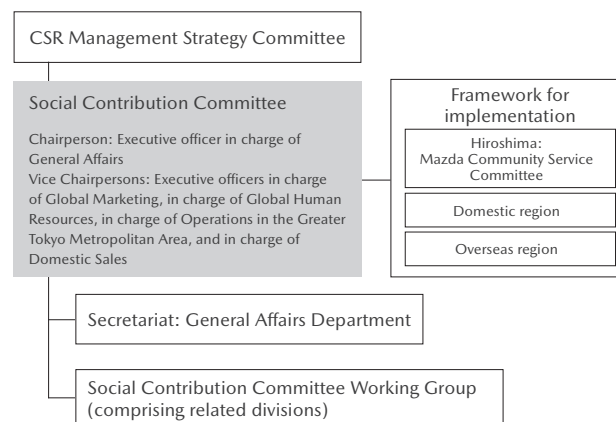 CSR Management Strategy Committee
Social Contribution Committee
Chairperson: Executive officer in charge of
General Affairs
Vice Chairpersons: Executive officers in charge
of Global Marketing, in charge of Global Human
Resources, in charge of Operations in the Greater
Tokyo Metropolitan Area, and in charge of
Domestic Sales
Framework for
implementation
Hiroshima:
Mazda Community Service
Committee
Domestic region
Overseas region
Secretariat: General Affairs Department
Social Contribution Committee Working Group
(comprising related divisions)